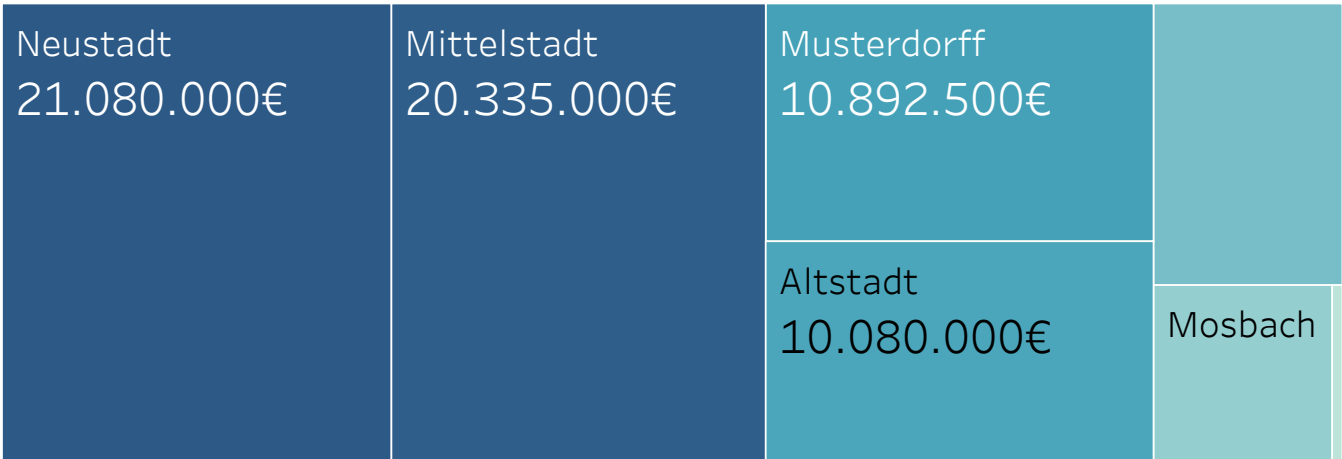 Neustadt
21.080.000€
Mittelstadt
20.335.000€
Musterdorff
10.892.500€
Altstadt
10.080.000€
Mosbach